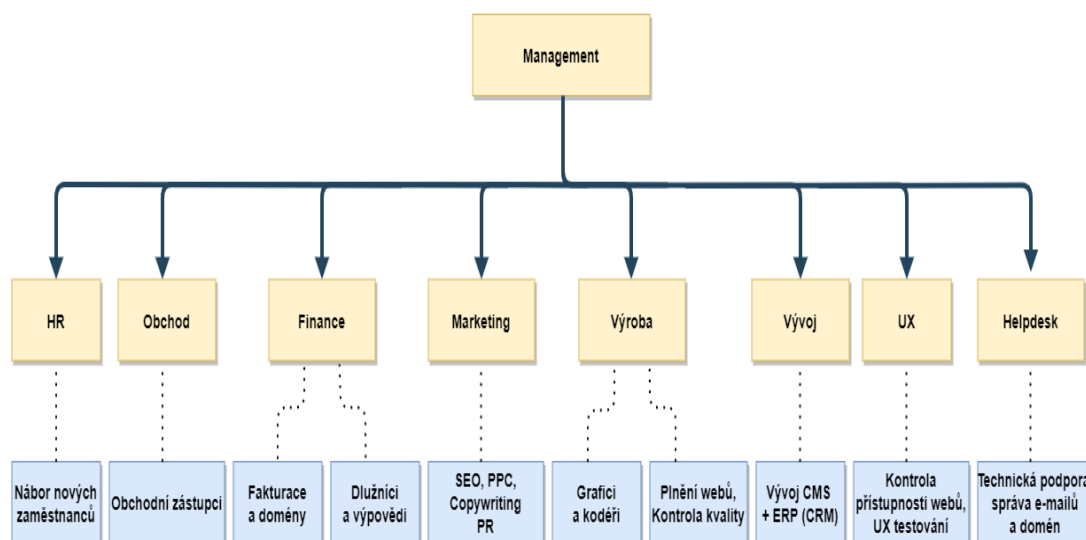 Management
HR
Obchod
Finance
Marketing
Výroba
Vývoj
UX
Helpdesk
Nábor nových
zaměstnanců
Obchodní zástupci
Fakturace
a domény
Dlužníci
a výpovědi
SEO, PPC,
Copywriting
PR
Grafici
a kodéři
Plnění webů,
Kontrola kvality
Vývoj CMS
+ ERP (CRM)
Kontrola
přístupnosti webů,
UX testování
Technická podpora
správa e-mailů
a domén